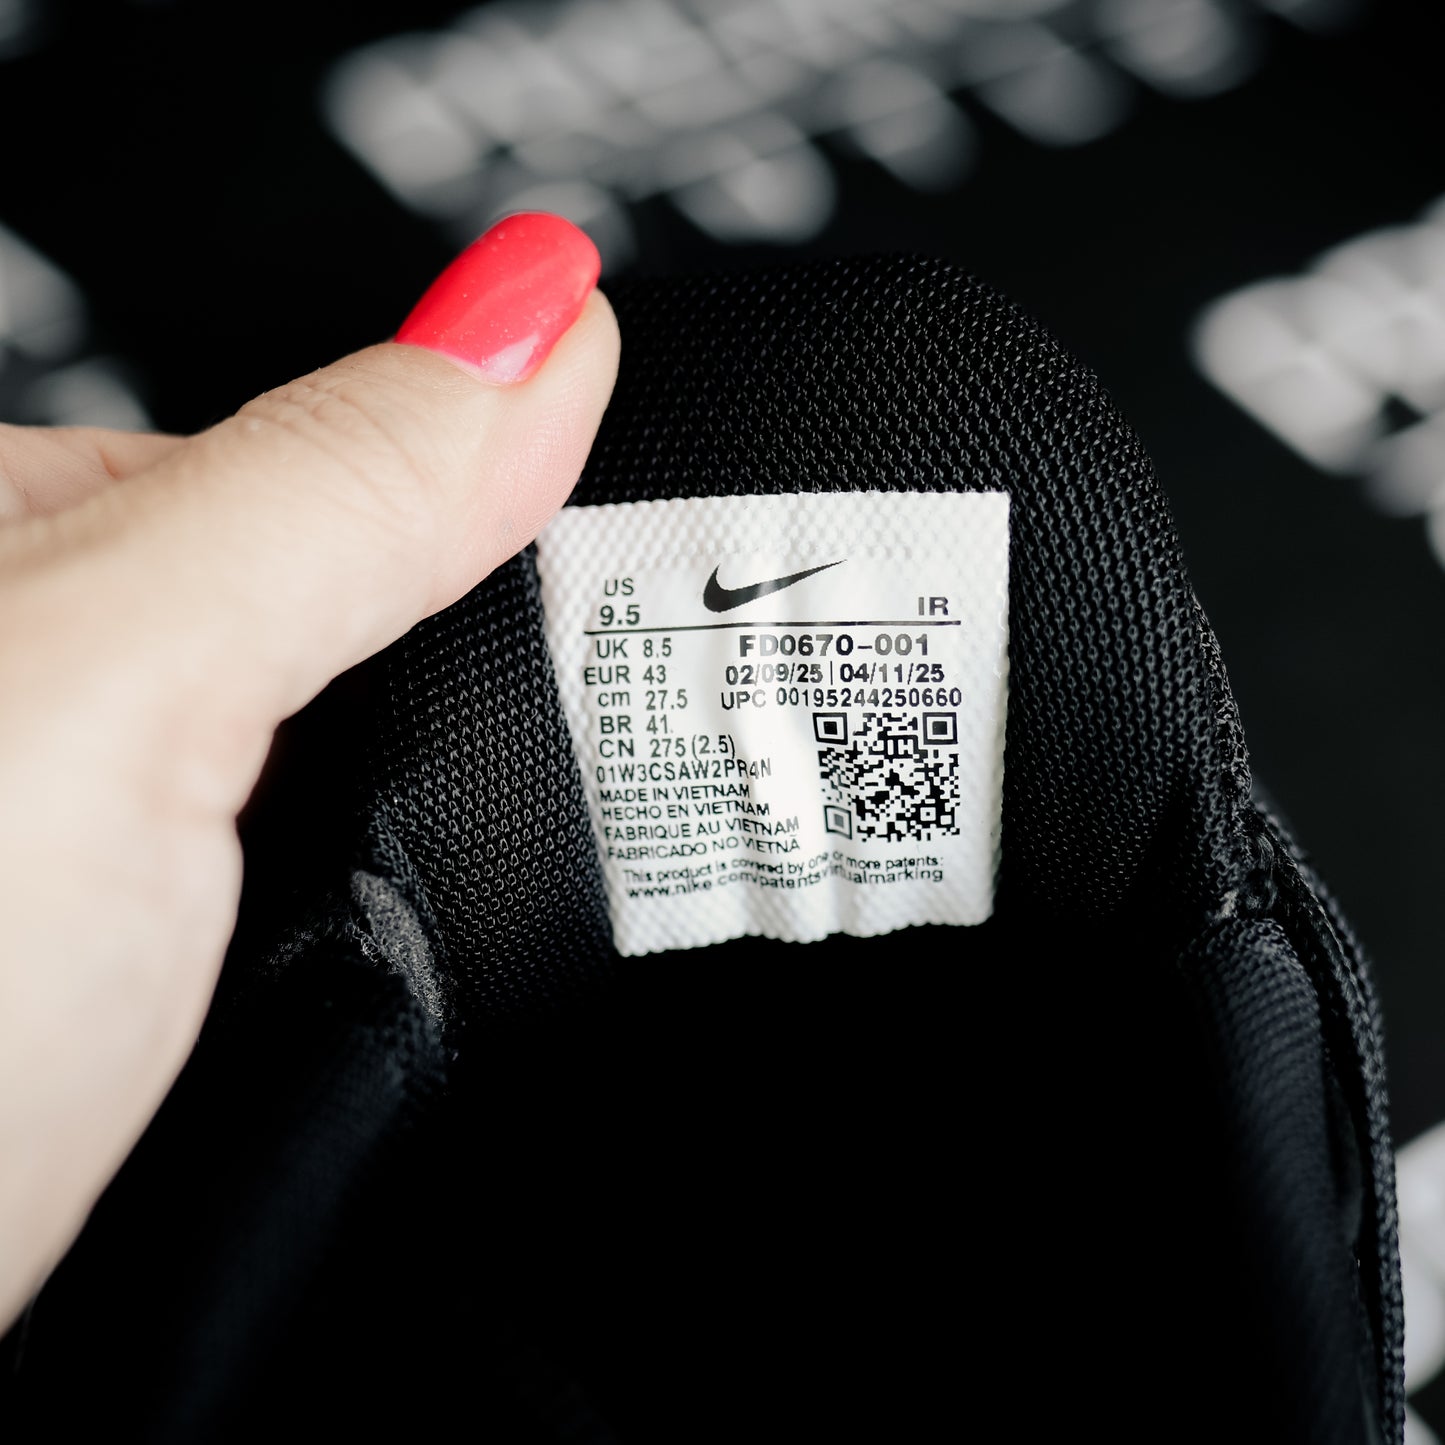 US
9.5
IR
UK 8.5
EUR 43
cm 27.5
BR 41.
CN 275 (2.5)
FD0670-001
02/09/25 | 04/11/25
UPC 00195244250660
01W3CSAW2PR4N
MADE IN VIETNAM
HECHO EN VIETNAM
FABRIQUE AU VIETNAM
FABRICADO NO VIETNÃ
This product is covered by one or more patents:
www.nike.com/patentsvirtualmarking